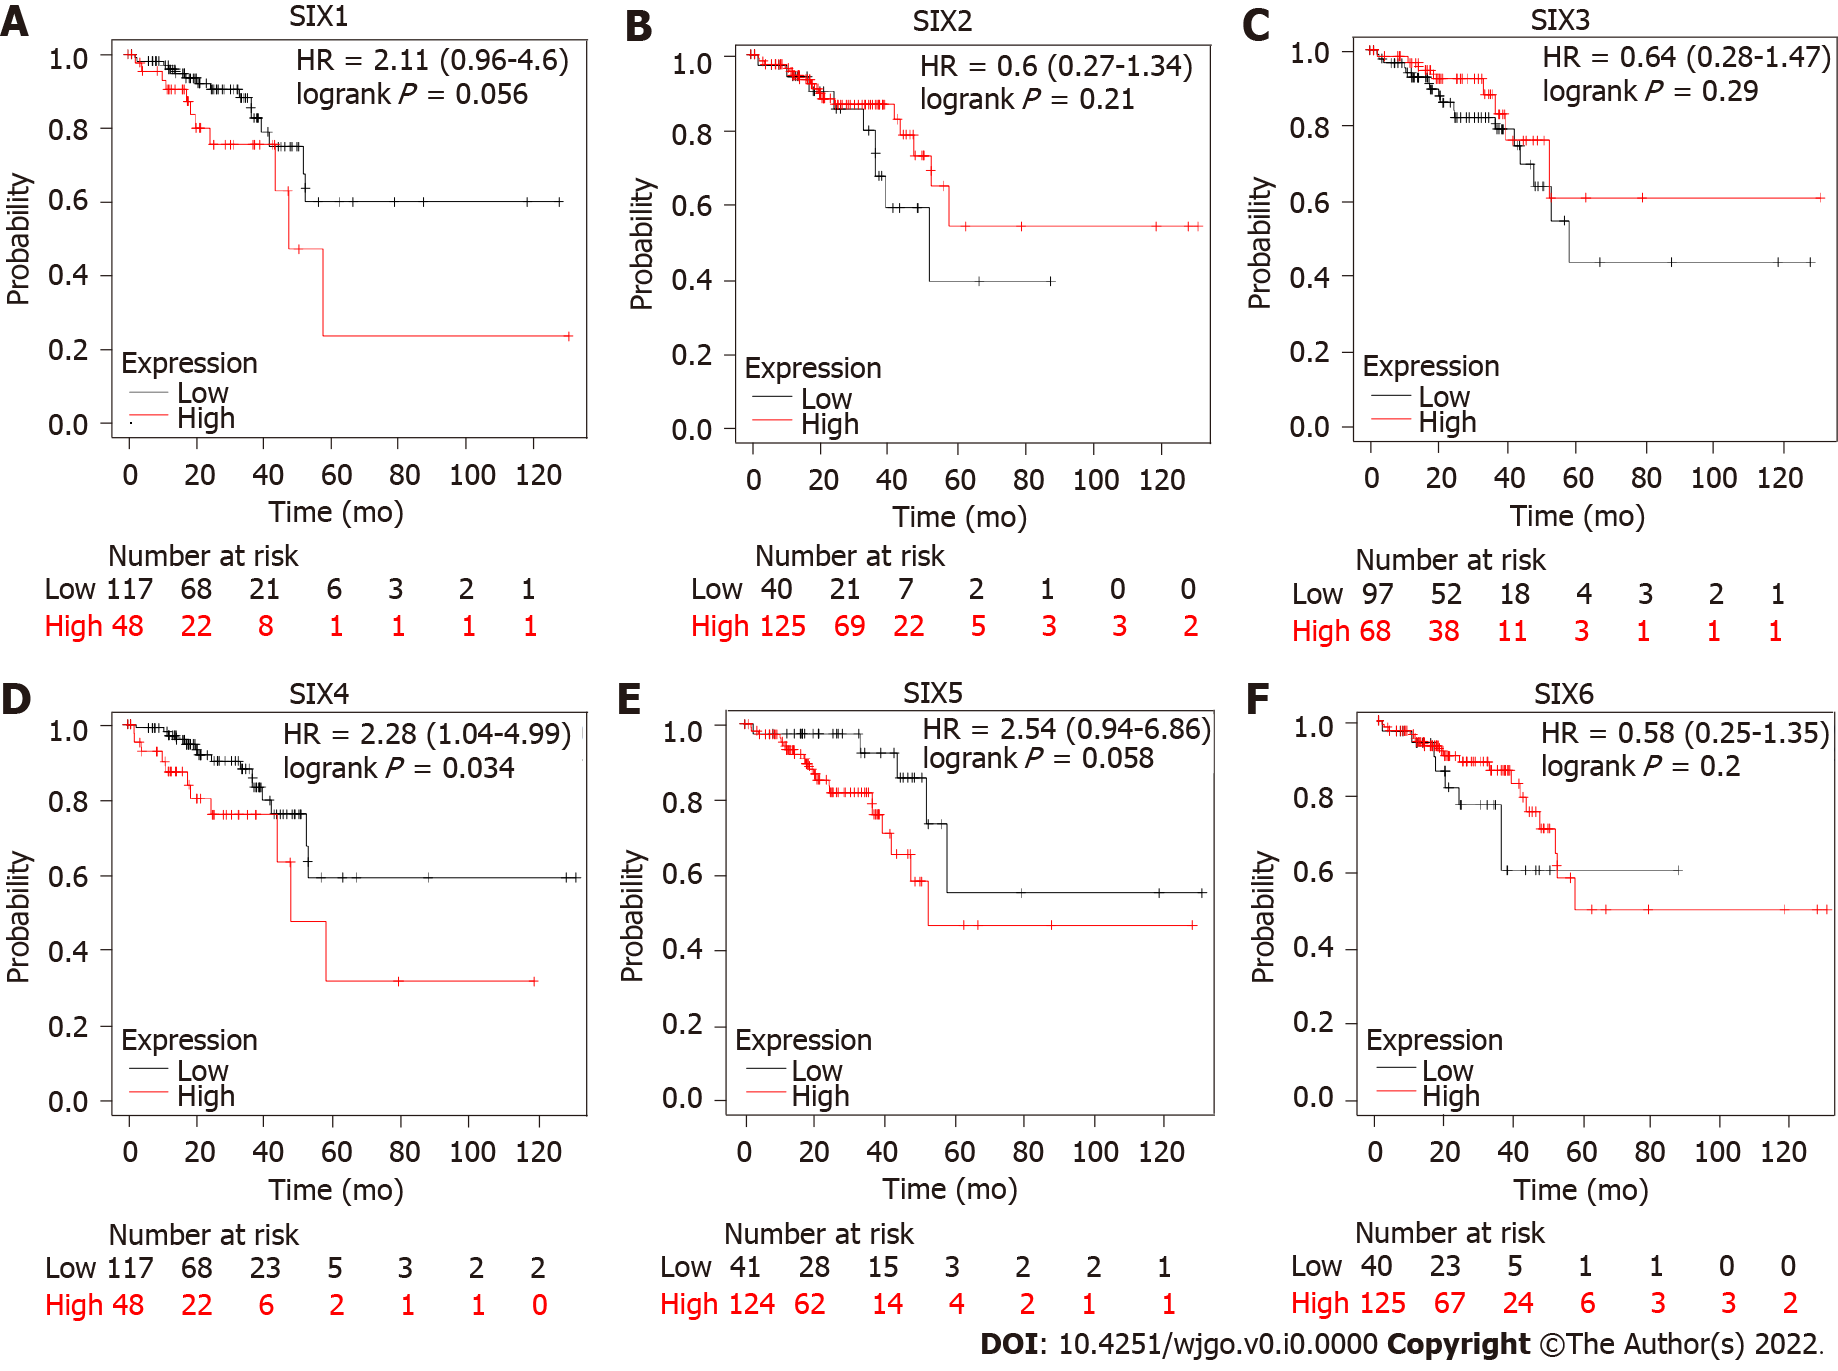 A
SIX1
HR = 2.11 (0.96-4.6)
logrank P = 0.056
1.0
0.8
0.6
0.4
0.2
0.0
Probability
Expression
Low
High
0 20 40 60 80 100 120
Time (mo)
Number at risk
Low 117 68 21 6 3 2 1
High 48 22 8 1 1 1 1
B
SIX2
HR = 0.6 (0.27-1.34)
logrank P = 0.21
1.0
0.8
0.6
0.4
0.2
0.0
Probability
Expression
Low
High
0 20 40 60 80 100 120
Time (mo)
Number at risk
Low 40 21 7 2 1 0 0
High 125 69 22 5 3 3 2
C
SIX3
HR = 0.64 (0.28-1.47)
logrank P = 0.29
1.0
0.8
0.6
0.4
0.2
0.0
Probability
Expression
Low
High
0 20 40 60 80 100 120
Time (mo)
Number at risk
Low 97 52 18 4 3 2 1
High 68 38 11 3 1 1 1
D
SIX4
HR = 2.28 (1.04-4.99)
logrank P = 0.034
1.0
0.8
0.6
0.4
0.2
0.0
Probability
Expression
Low
High
0 20 40 60 80 100 120
Time (mo)
Number at risk
Low 117 68 23 5 3 2 2
High 48 22 6 2 1 1 0
E
SIX5
HR = 2.54 (0.94-6.86)
logrank P = 0.058
1.0
0.8
0.6
0.4
0.2
0.0
Probability
Expression
Low
High
0 20 40 60 80 100 120
Time (mo)
Number at risk
Low 41 28 15 3 2 2 1
High 124 62 14 4 2 1 1
F
SIX6
HR = 0.58 (0.25-1.35)
logrank P = 0.2
1.0
0.8
0.6
0.4
0.2
0.0
Probability
Expression
Low
High
0 20 40 60 80 100 120
Time (mo)
Number at risk
Low 40 23 5 1 1 0 0
High 125 67 24 6 3 3 2
DOI: 10.4251/wjgo.v0.i0.0000 Copyright ©The Author(s) 2022.